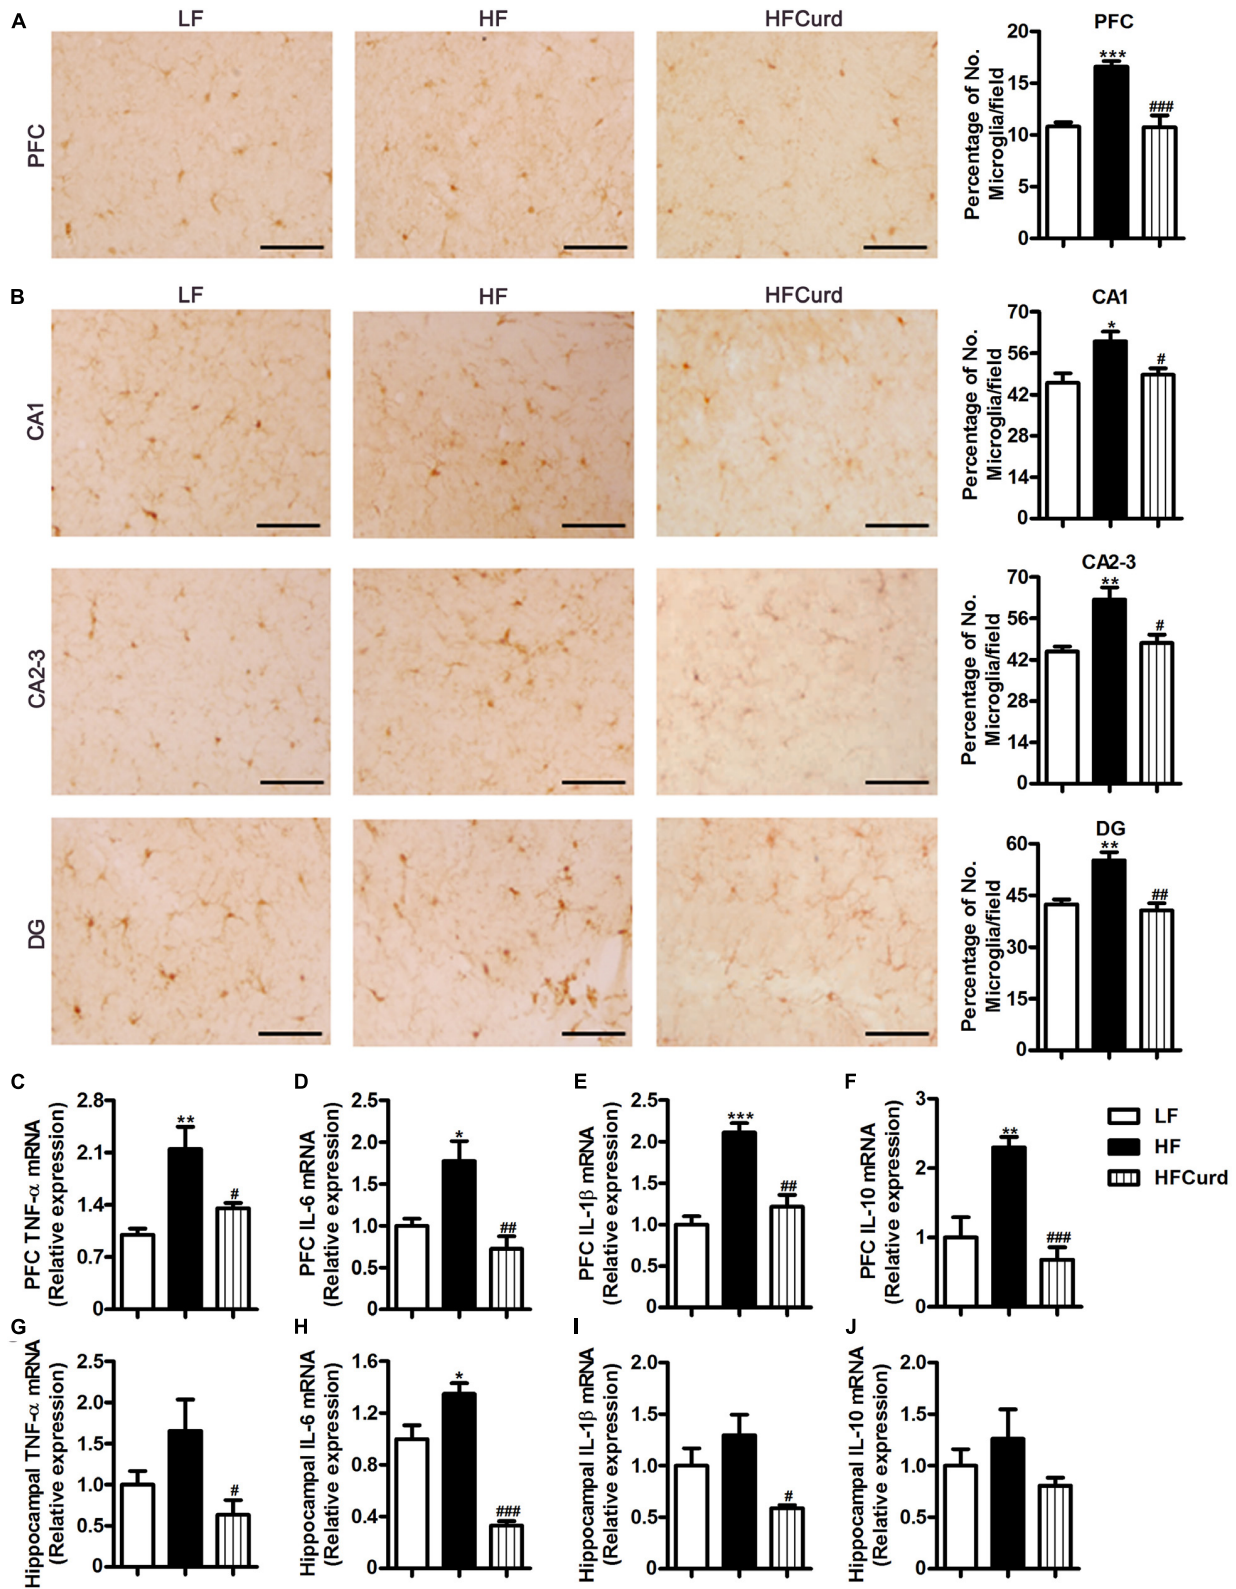 A
LF
HF
HFCurd
PFC
PFC
Percentage of No.
Microglia/field
20
15
10
5
0
***
###
B
LF
HF
HFCurd
CA1
CA1
Percentage of No.
Microglia/field
70
56
42
28
14
0
*
#
CA2-3
CA2-3
Percentage of No.
Microglia/field
70
56
42
28
14
0
**
#
DG
DG
Percentage of No.
Microglia/field
60
45
30
15
0
**
##
C
PFC TNF-α mRNA
(Relative expression)
2.8
2.1
1.4
0.7
0
**
#
D
PFC IL-6 mRNA
(Relative expression)
2.5
2.0
1.5
1.0
0.5
0
*
##
E
PFC IL-1β mRNA
(Relative expression)
2.5
2.0
1.5
1.0
0.5
0
***
##
F
PFC IL-10 mRNA
(Relative expression)
3
2
1
0
**
###
LF
HF
HFCurd
G
Hippocampal TNF-α mRNA
(Relative expression)
2.5
2.0
1.5
1.0
0.5
0
#
H
Hippocampal IL-6 mRNA
(Relative expression)
1.6
1.2
0.8
0.4
0
*
###
I
Hippocampal IL-1β mRNA
(Relative expression)
2.0
1.5
1.0
0.5
0
#
J
Hippocampal IL-10 mRNA
(Relative expression)
2.0
1.5
1.0
0.5
0